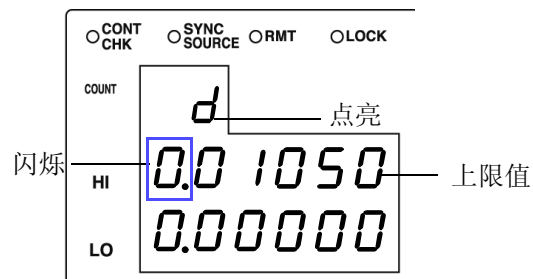 CONT CHK SYNC SOURCE RMT LOCK
COUNT
d 点亮
闪烁 HI 0.01050 上限值
LO 0.00000